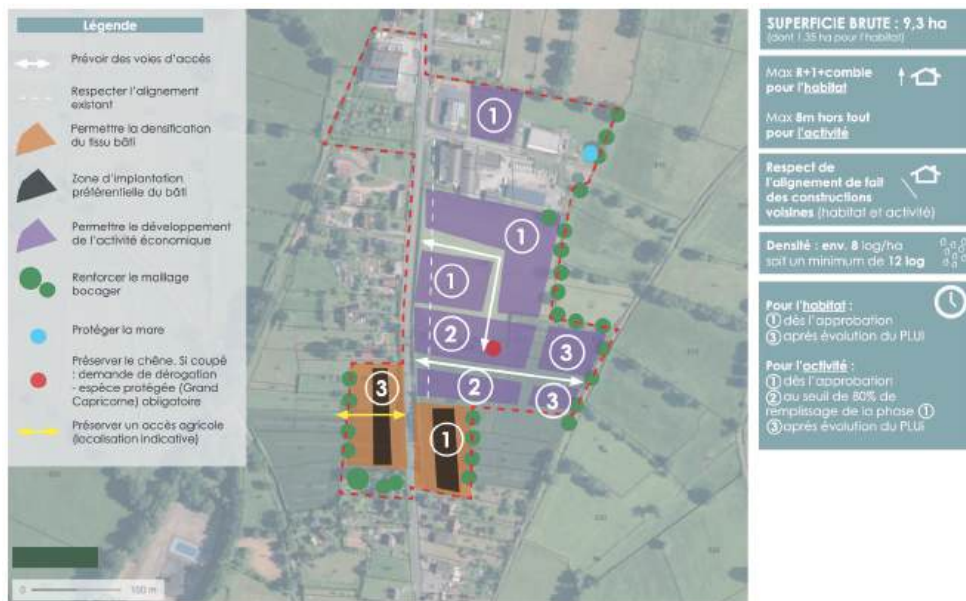 Légende
Prévoir des voies d'accès
Respecter l'alignement
existant
Permettre la densification
du tissu bâti
Zone d'implantation
préférentielle du bâti
Permettre le développement
de l'activité économique
Renforcer le maillage
bocager
Protéger la mare
Préserver le chêne. Si coupé
: demande de dérogation
- espèce protégée (Grand
Capricorne) obligatoire
Préserver un accès agricole
(localisation indicative)
0 100 m
1
1
1
2
3
2
3
3
1
SUPERFICIE BRUTE : 9,3 ha
(dont 1.35 ha pour l'habitat)
Max R+1+comble
pour l'habitat
Max 8m hors tout
pour l'activité
Respect de
l'alignement de fait
des constructions
voisines (habitat et activité)
Densité : env. 8 log/ha
soit un minimum de 12 log
Pour l'habitat :
1 dès l'approbation
3 après évolution du PLUi
Pour l'activité :
1 dès l'approbation
2 au seuil de 80% de
remplissage de la phase 1
3 après évolution du PLUi